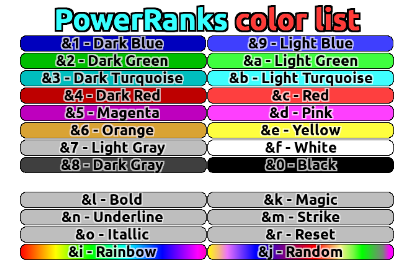 PowerRanks color list
&1 - Dark Blue &9 - Light Blue
&2 - Dark Green &a - Light Green
&3 - Dark Turquoise &b - Light Turquoise
&4 - Dark Red &c - Red
&5 - Magenta &d - Pink
&6 - Orange &e - Yellow
&7 - Light Gray &f - White
&8 - Dark Gray &0 - Black
&l - Bold &k - Magic
&n - Underline &m - Strike
&o - Itallic &r - Reset
&i - Rainbow &j - Random